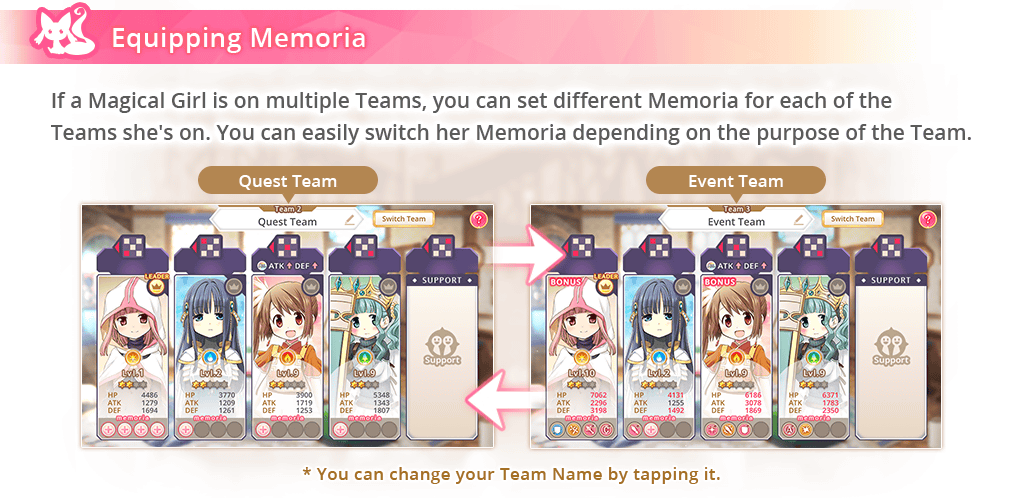 Equipping Memoria
If a Magical Girl is on multiple Teams, you can set different Memoria for each of the
Teams she's on. You can easily switch her Memoria depending on the purpose of the Team.
Quest Team
Team 2
Quest Team
Switch Team
?
ATK DEF
LEADER
SUPPORT
Support
Lvl.1 Lvl.2 Lvl.9 Lvl.9
HP 4486 HP 3770 HP 3900 HP 5348
ATK 1279 ATK 1209 ATK 1719 ATK 1343
DEF 1694 DEF 1261 DEF 1253 DEF 1807
memoria memoria memoria memoria
Event Team
Team 3
Event Team
Switch Team
?
ATK DEF
BONUS LEADER BONUS
SUPPORT
Support
Lvl.10 Lvl.2 Lvl.9 Lvl.9
HP 7062 HP 4131 HP 6186 HP 6371
ATK 2296 ATK 1255 ATK 3078 ATK 1783
DEF 3198 DEF 1492 DEF 1869 DEF 2350
memoria memoria memoria memoria
* You can change your Team Name by tapping it.